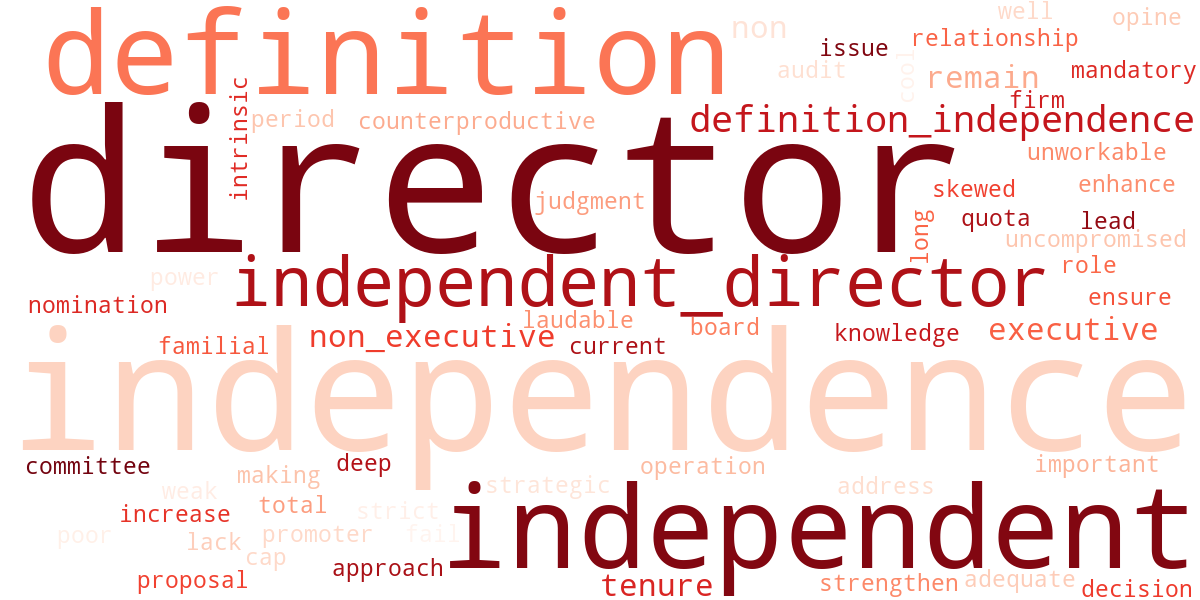 definition
non
well
opine
issue
relationship
audit
cool
remain
mandatory
firm
intrinsic
period
counterproductive
definition_independence
director
unworkable
judgment
skewed
enhance
long
quota
lead
uncompromised
independent_director
role
power
nomination
ensure
familial
non_executive
laudable
current
board
knowledge
executive
independence
committee
making
deep
operation
important
weak
total
strategic
address
increase
strict
independent
poor
lack
promoter
fail
cap
approach
proposal
tenure
strengthen
adequate
decision